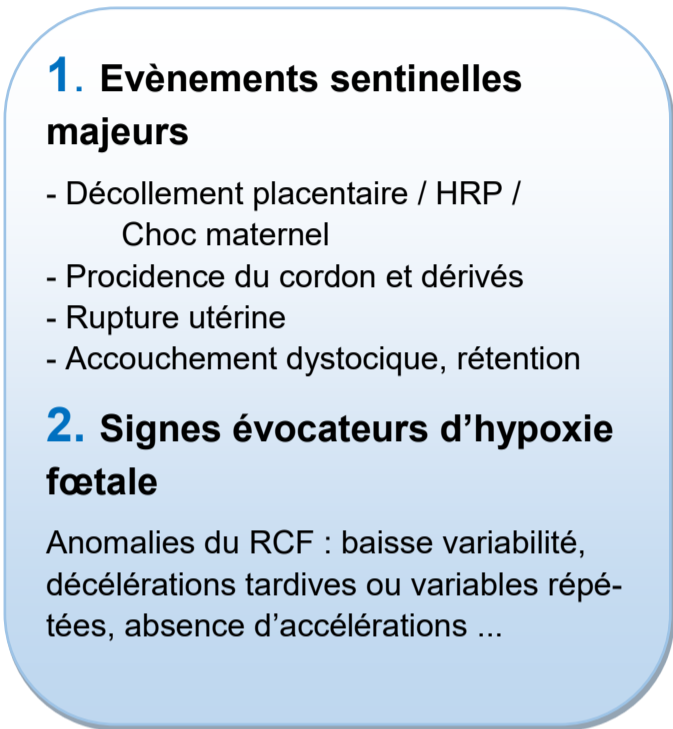 1. Evènements sentinelles
majeurs
- Décollement placentaire / HRP /
Choc maternel
- Procidence du cordon et dérivés
- Rupture utérine
- Accouchement dystocique, rétention
2. Signes évocateurs d’hypoxie
fœtale
Anomalies du RCF : baisse variabilité,
décélérations tardives ou variables répé-
tées, absence d’accélérations ...